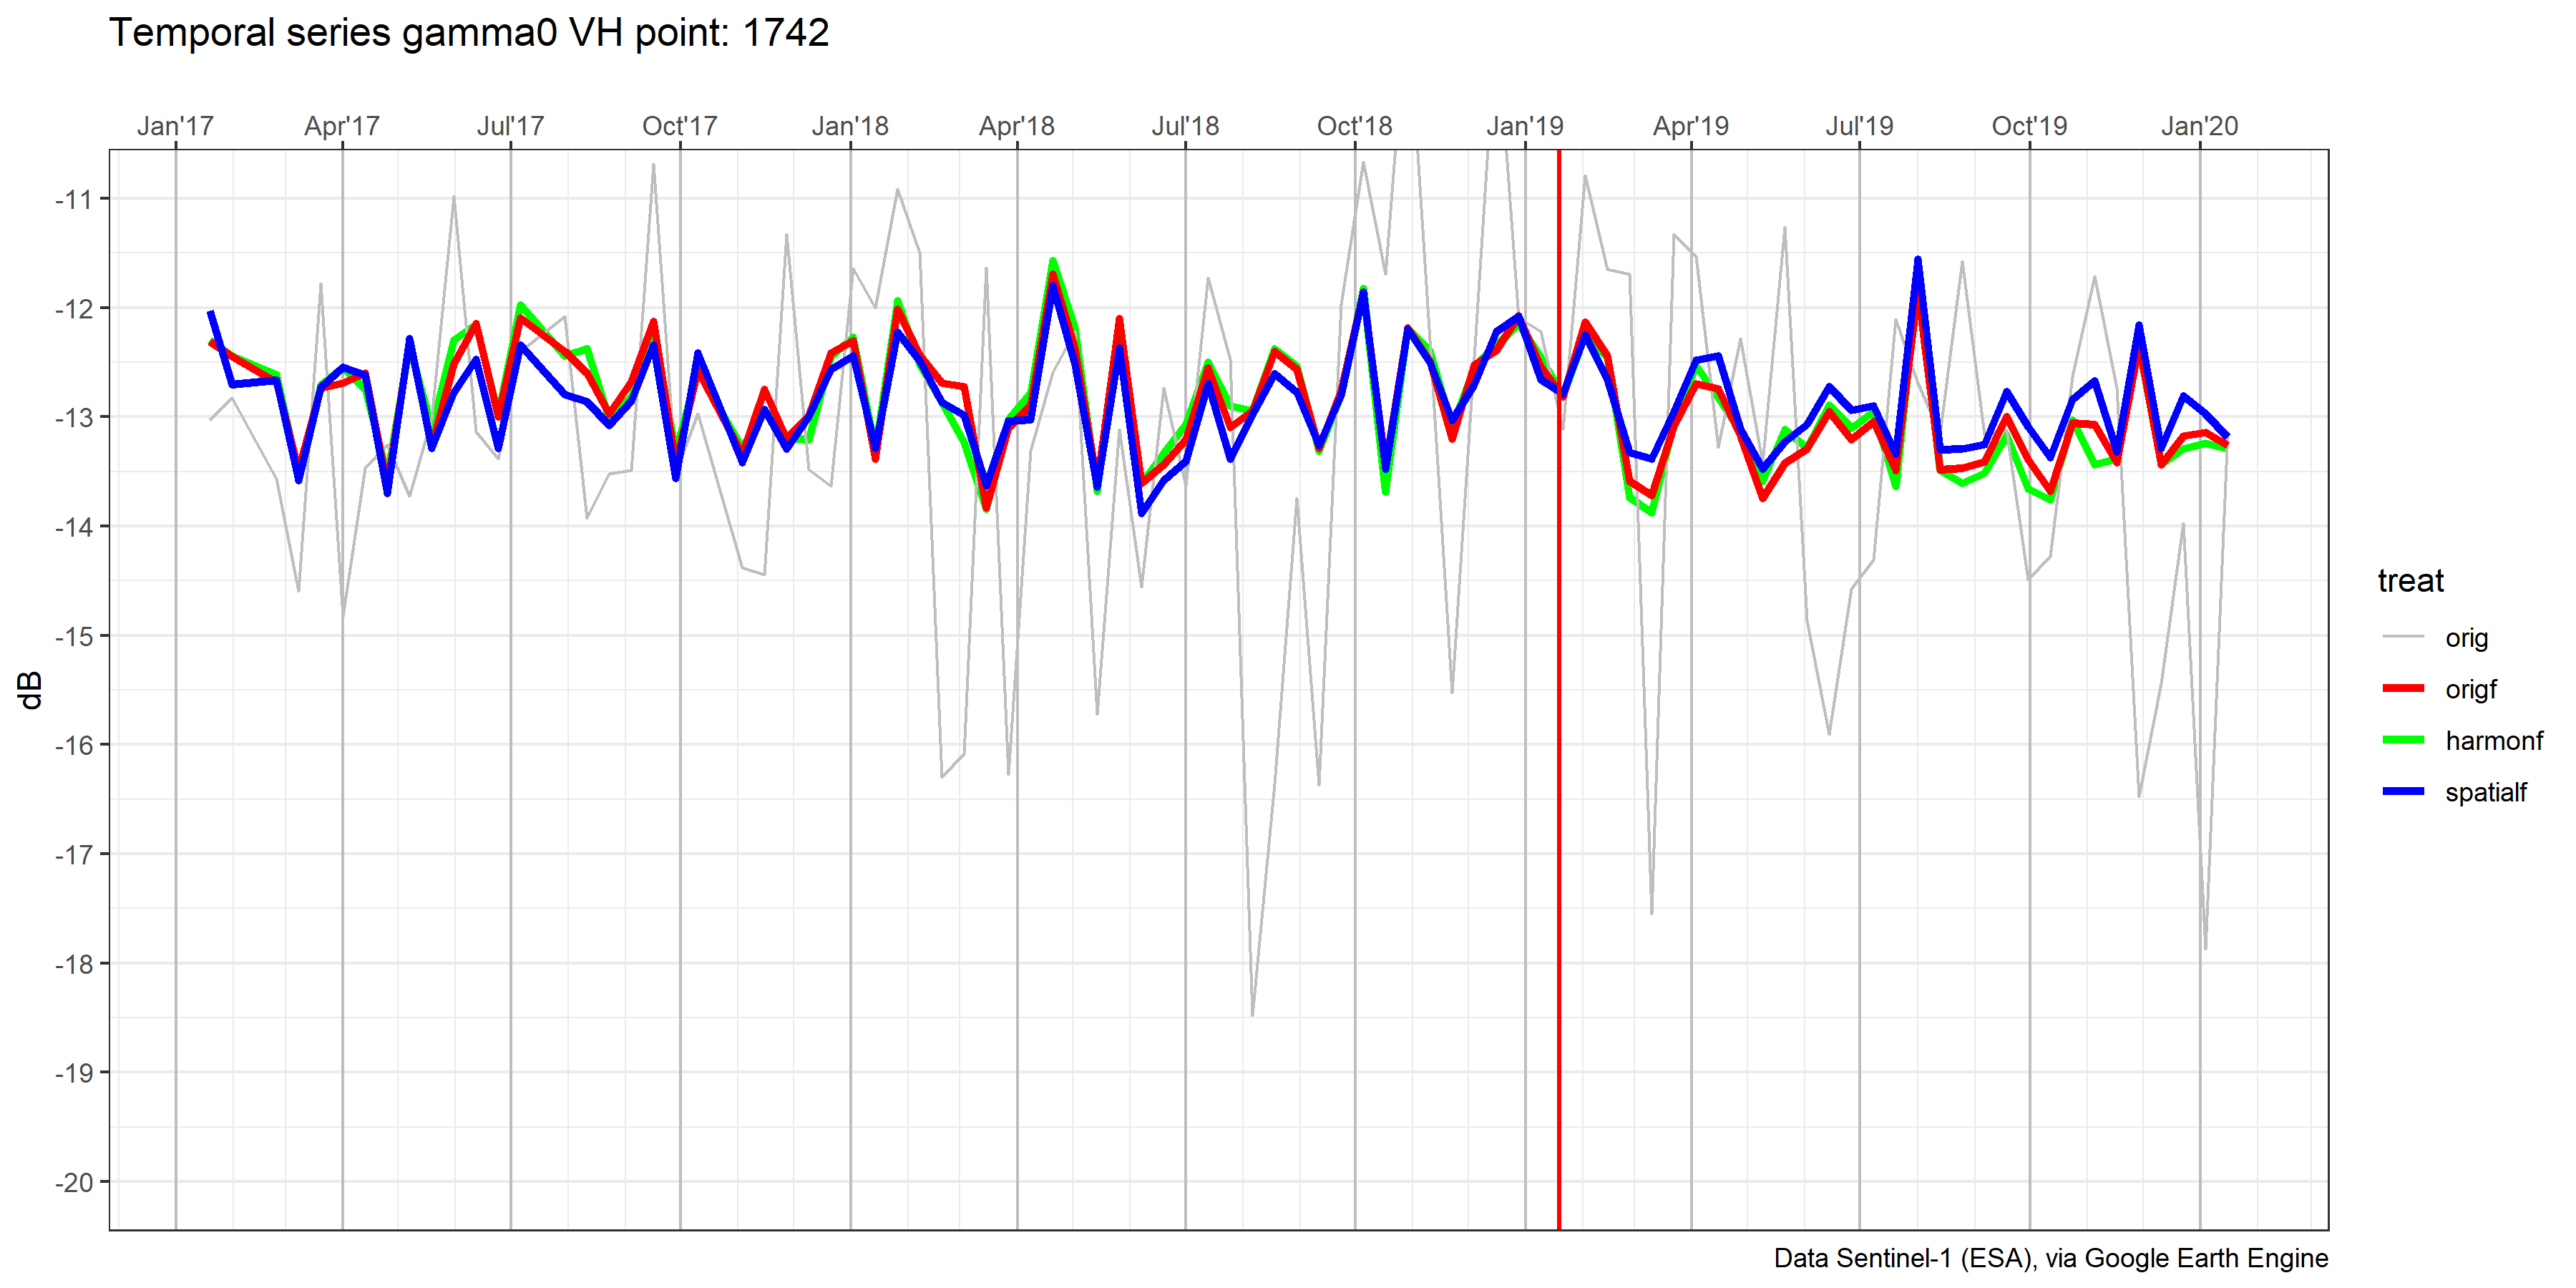 Temporal series gamma0 VH point: 1742
Jan'17 Apr'17 Jul'17 Oct'17 Jan'18 Apr'18 Jul'18 Oct'18 Jan'19 Apr'19 Jul'19 Oct'19 Jan'20
-11
-12
-13
-14
-15
-16
-17
-18
-19
-20
dB
treat
orig
origf
harmonf
spatialf
Data Sentinel-1 (ESA), via Google Earth Engine